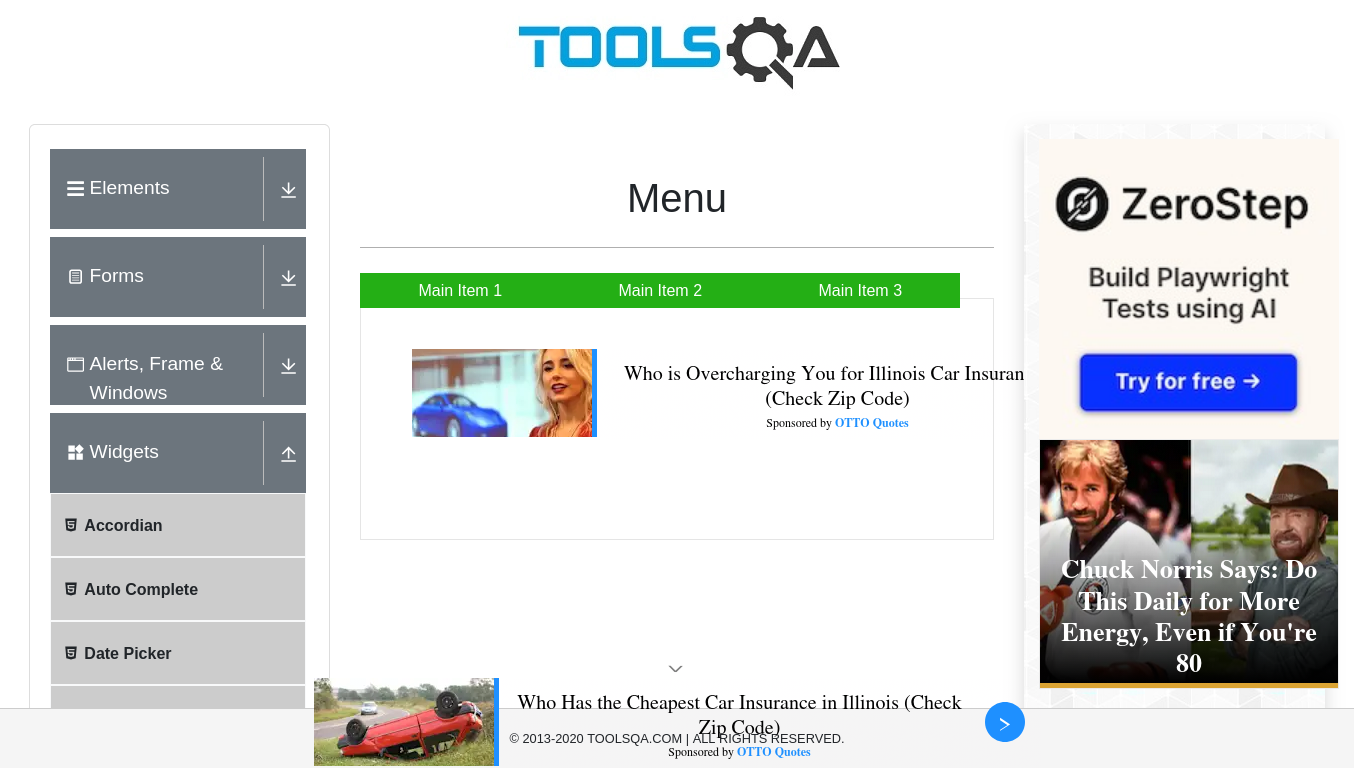 TOOLSQA
Elements
Forms
Alerts, Frame &
Windows
Widgets
Accordian
Auto Complete
Date Picker
Menu
Main Item 1
Main Item 2
Main Item 3
Who is Overcharging You for Illinois Car Insuran
(Check Zip Code)
Sponsored by OTTO Quotes
ZeroStep
Build Playwright
Tests using AI
Try for free →
Chuck Norris Says: Do
This Daily for More
Energy, Even if You're
80
Who Has the Cheapest Car Insurance in Illinois (Check
Zip Code)
Sponsored by OTTO Quotes
© 2013-2020 TOOLSQA.COM | ALL RIGHTS RESERVED.